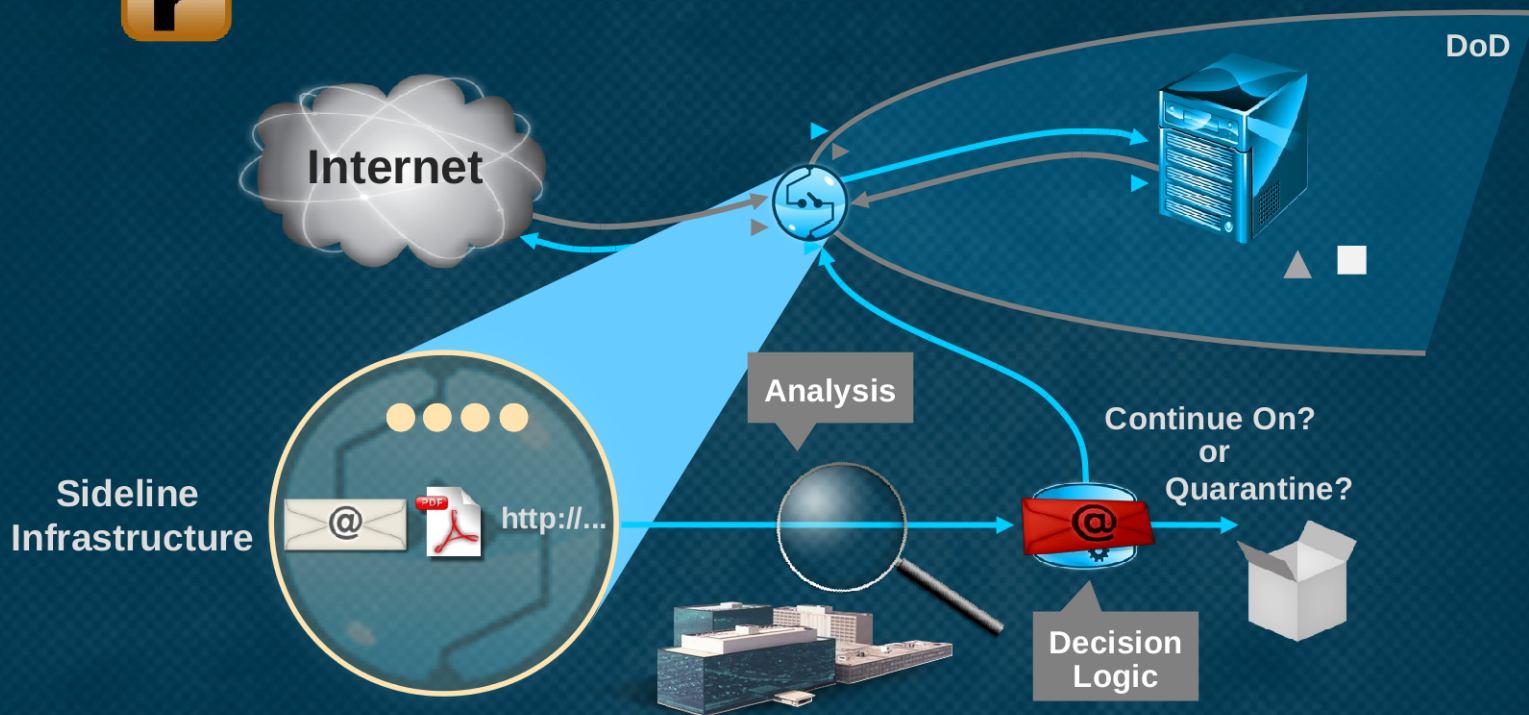 DoD
Internet
Analysis
Continue On?
or
Quarantine?
Sideline
Infrastructure
@
PDF
http://...
@
Decision
Logic